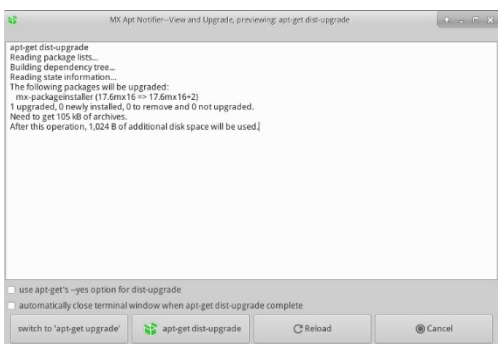 MX Apt Notifier--View and Upgrade, previewing: apt-get dist-upgrade
apt-get dist-upgrade
Reading package lists...
Building dependency tree...
Reading state information...
The following packages will be upgraded:
mx-packageinstaller (17.6mx16 => 17.6mx16+2)
1 upgraded, 0 newly installed, 0 to remove and 0 not upgraded.
Need to get 105 kB of archives.
After this operation, 1,024 B of additional disk space will be used.
use apt-get's --yes option for dist-upgrade
automatically close terminal window when apt-get dist-upgrade complete
switch to 'apt-get upgrade'
apt-get dist-upgrade
Reload
Cancel